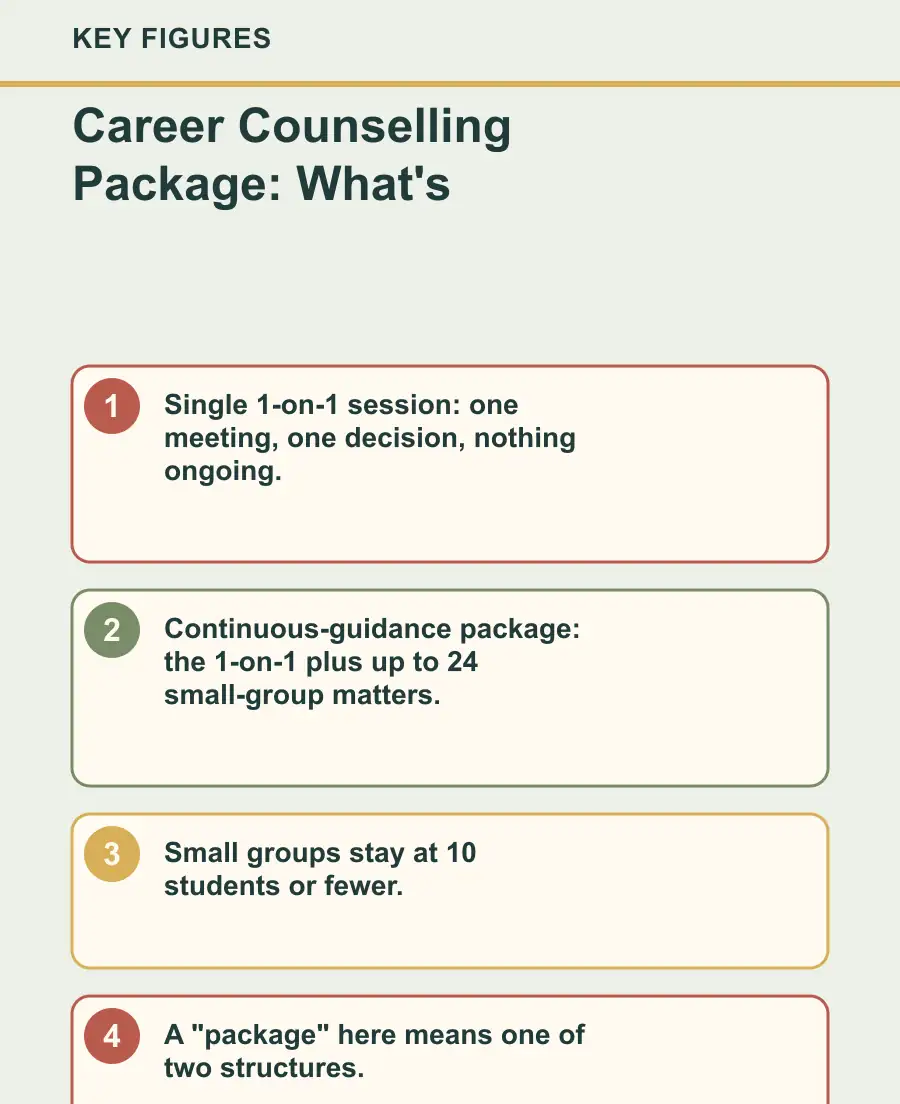 KEY FIGURES
Career Counselling
Package: What's
1
Single 1-on-1 session: one
meeting, one decision, nothing
ongoing.
2
Continuous-guidance package:
the 1-on-1 plus up to 24
small-group matters.
3
Small groups stay at 10
students or fewer.
4
A "package" here means one of
two structures.